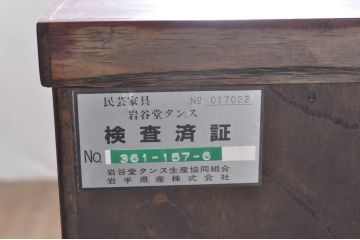 民芸家具 No 017022
岩谷堂タンス
検査済証
NO. 361-157-6
岩谷堂タンス生産協同組合
岩手県産株式会社